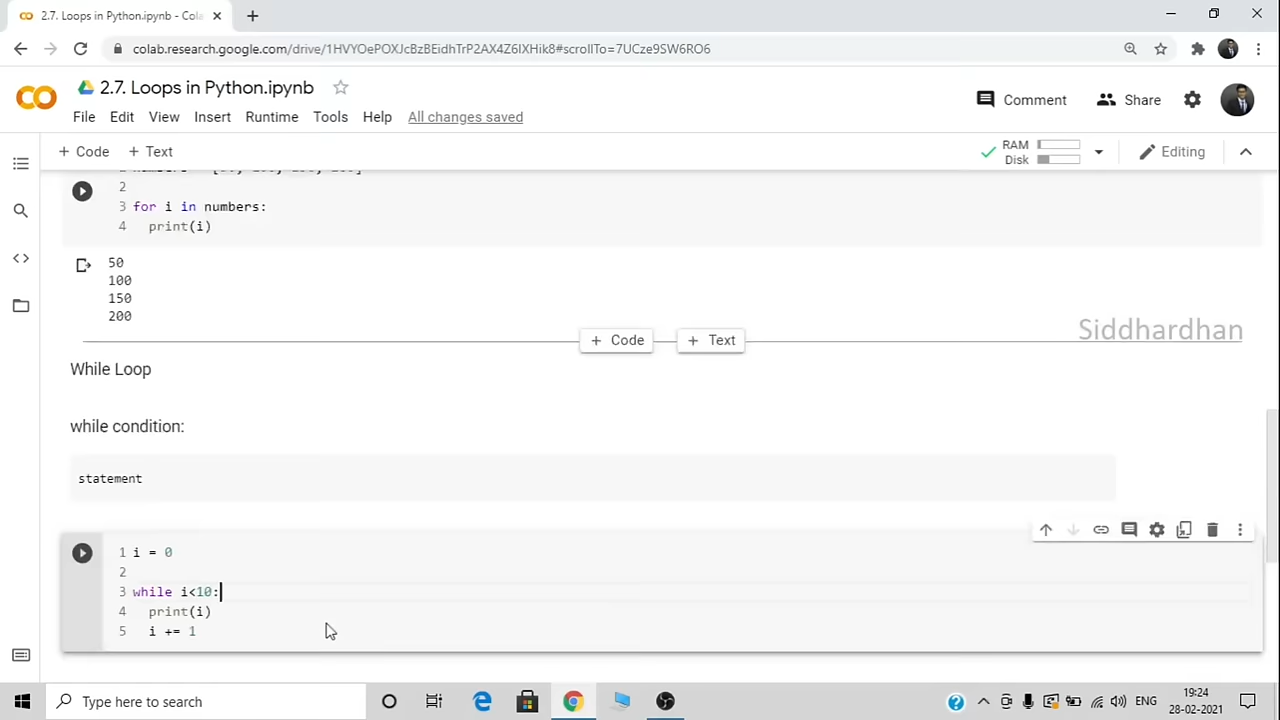 2.7. Loops in Python.ipynb - Cola
colab.research.google.com/drive/1HVYOePOXJcBzBEidhTrP2AX4Z6IXHik8#scrollTo=7UCze9SW6RO6
2.7. Loops in Python.ipynb
Comment
Share
File Edit View Insert Runtime Tools Help All changes saved
+ Code + Text
RAM
Disk
Editing
2
3 for i in numbers:
4 print(i)
50
100
150
200
+ Code + Text
Siddhardhan
While Loop
while condition:
statement
1 i = 0
2
3 while i<10:
4 print(i)
5 i += 1
Type here to search
ENG
19:24
28-02-2021